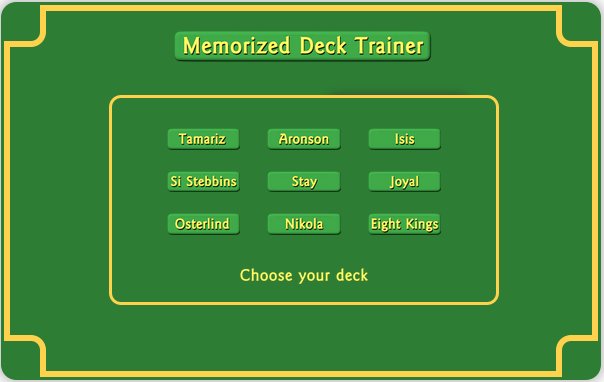 Memorized Deck Trainer
Tamariz Aronson Isis
Si Stebbins Stay Joyal
Osterlind Nikola Eight Kings
Choose your deck